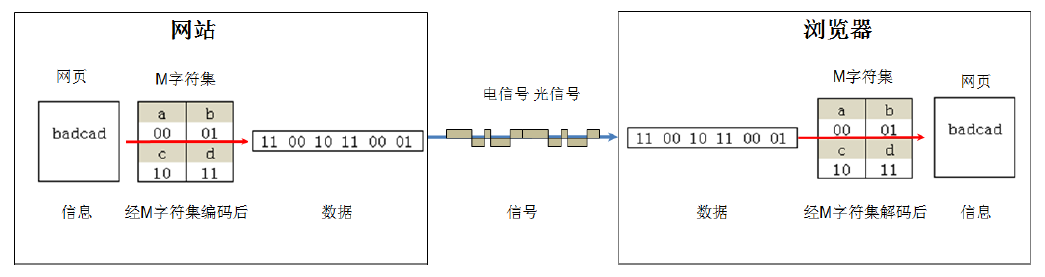 网站
网页
M字符集
badcad
a b
00 01
c d
10 11
11 00 10 11 00 01
信息
经M字符集编码后
数据
电信号 光信号
信号
浏览器
M字符集
网页
11 00 10 11 00 01
a b
00 01
c d
10 11
badcad
数据
经M字符集解码后
信息